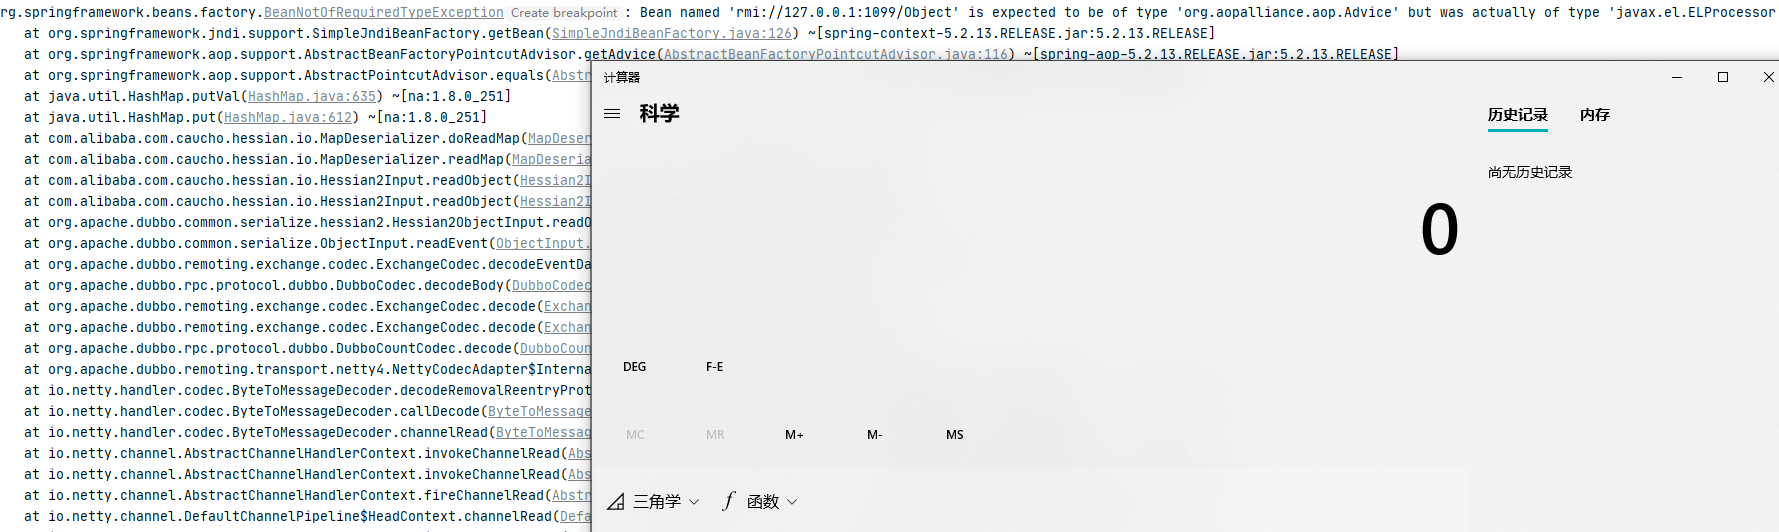 rg.springframework.beans.factory.BeanNotOfRequiredTypeException Create breakpoint : Bean named 'rmi://127.0.0.1:1099/Object' is expected to be of type 'org.aopalliance.aop.Advice' but was actually of type 'javax.el.ELProcessor
at org.springframework.jndi.support.SimpleJndiBeanFactory.getBean(SimpleJndiBeanFactory.java:126) ~[spring-context-5.2.13.RELEASE.jar:5.2.13.RELEASE]
at org.springframework.aop.support.AbstractBeanFactoryPointcutAdvisor.getAdvice(AbstractBeanFactoryPointcutAdvisor.java:116) ~[spring-aop-5.2.13.RELEASE.jar:5.2.13.RELEASE]
at org.springframework.aop.support.AbstractPointcutAdvisor.equals(Abstr
at java.util.HashMap.putVal(HashMap.java:635) ~[na:1.8.0_251]
at java.util.HashMap.put(HashMap.java:612) ~[na:1.8.0_251]
at com.alibaba.com.caucho.hessian.io.MapDeserializer.doReadMap(MapDeser
at com.alibaba.com.caucho.hessian.io.MapDeserializer.readMap(MapDeseria
at com.alibaba.com.caucho.hessian.io.Hessian2Input.readObject(Hessian2I
at com.alibaba.com.caucho.hessian.io.Hessian2Input.readObject(Hessian2I
at org.apache.dubbo.common.serialize.hessian2.Hessian2ObjectInput.readO
at org.apache.dubbo.common.serialize.ObjectInput.readEvent(ObjectInput.
at org.apache.dubbo.remoting.exchange.codec.ExchangeCodec.decodeEventDa
at org.apache.dubbo.rpc.protocol.dubbo.DubboCodec.decodeBody(DubboCodec
at org.apache.dubbo.remoting.exchange.codec.ExchangeCodec.decode(Exchan
at org.apache.dubbo.remoting.exchange.codec.ExchangeCodec.decode(Exchan
at org.apache.dubbo.rpc.protocol.dubbo.DubboCountCodec.decode(DubboCoun
at org.apache.dubbo.remoting.transport.netty4.NettyCodecAdapter$Interna
at io.netty.handler.codec.ByteToMessageDecoder.decodeRemovalReentryProt
at io.netty.handler.codec.ByteToMessageDecoder.callDecode(ByteToMessage
at io.netty.handler.codec.ByteToMessageDecoder.channelRead(ByteToMessag
at io.netty.channel.AbstractChannelHandlerContext.invokeChannelRead(Abs
at io.netty.channel.AbstractChannelHandlerContext.invokeChannelRead(Abs
at io.netty.channel.AbstractChannelHandlerContext.fireChannelRead(Abstr
at io.netty.channel.DefaultChannelPipeline$HeadContext.channelRead(Defa
计算器
科学
历史记录 内存
尚无历史记录
0
DEG F-E
MC MR M+ M- MS
三角学 f 函数